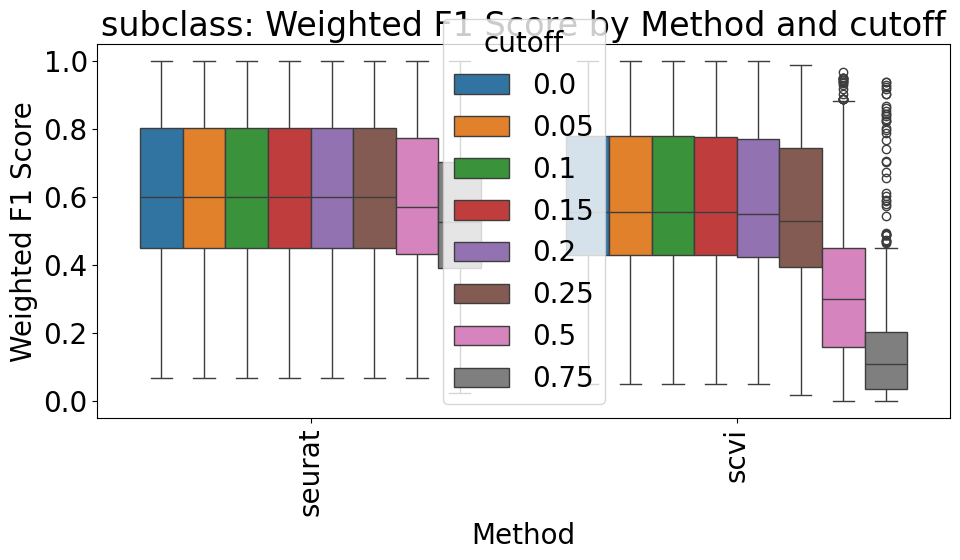 subclass: Weighted F1 Score by Method and cutoff
cutoff
0.0
0.05
0.1
0.15
0.2
0.25
0.5
0.75
Weighted F1 Score
1.0
0.8
0.6
0.4
0.2
0.0
seurat
scvi
Method